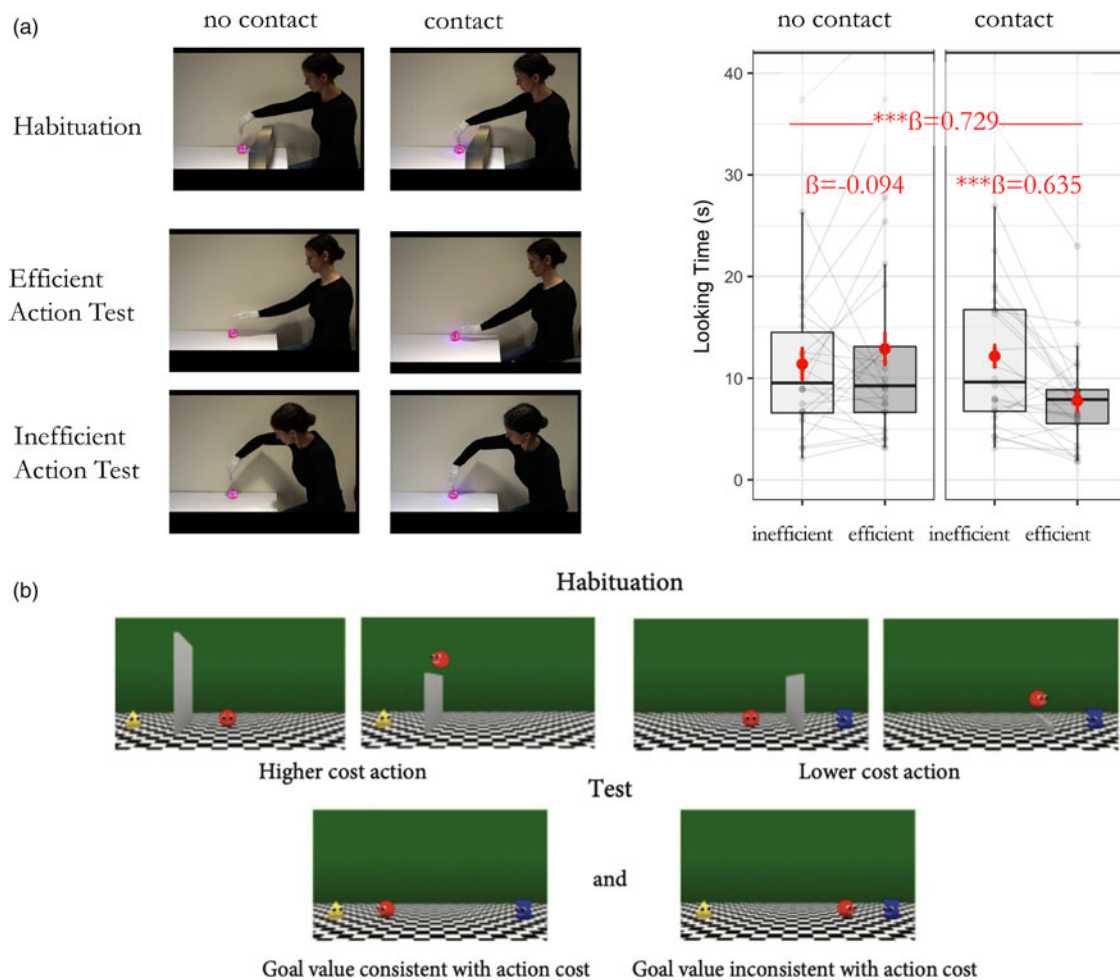 (a)
no contact
contact
Habituation
Efficient
Action Test
Inefficient
Action Test
no contact
contact
Looking Time (s)
40
30
20
10
0
***ß=0.729
ß=-0.094
***ß=0.635
inefficient
efficient
inefficient
efficient
(b)
Habituation
Higher cost action
Lower cost action
Test
and
Goal value consistent with action cost
Goal value inconsistent with action cost